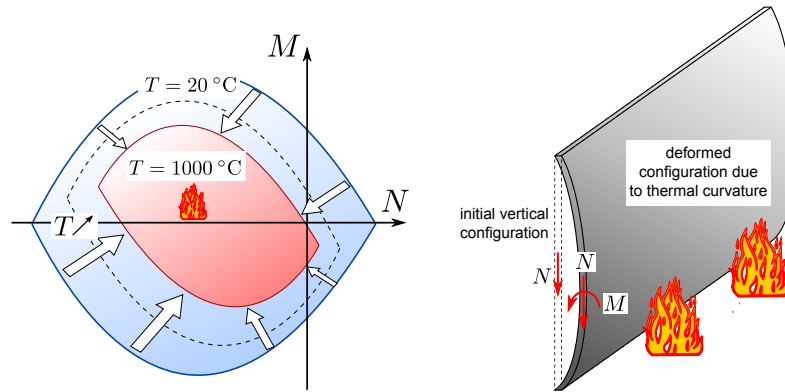 M
T = 20 °C
T = 1000 °C
N
T↗
deformed
configuration due
to thermal curvature
initial vertical
configuration
N
N
M